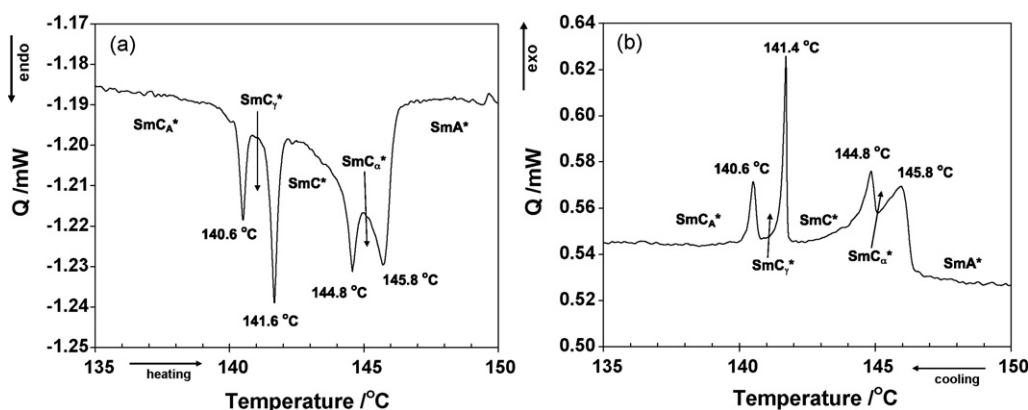 (a)
endo
-1.17
-1.18
-1.19
-1.20
-1.21
-1.22
-1.23
-1.24
-1.25
Q /mW
SmC_A*
SmC_γ*
SmC*
SmC_α*
SmA*
140.6 °C
141.6 °C
144.8 °C
145.8 °C
135 140 145 150
heating
Temperature /°C
(b)
exo
0.64
0.62
0.60
0.58
0.56
0.54
0.52
0.50
Q /mW
141.4 °C
140.6 °C
144.8 °C
145.8 °C
SmC_A*
SmC_γ*
SmC*
SmC_α*
SmA*
135 140 145 150
cooling
Temperature /°C